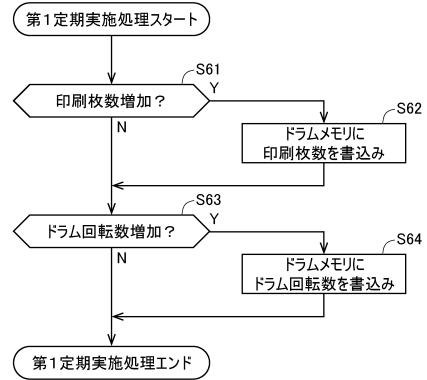 第1定期実施処理スタート
S61
印刷枚数増加?
Y
N
S62
ドラムメモリに
印刷枚数を書込み
S63
ドラム回転数増加?
Y
N
S64
ドラムメモリに
ドラム回転数を書込み
第1定期実施処理エンド